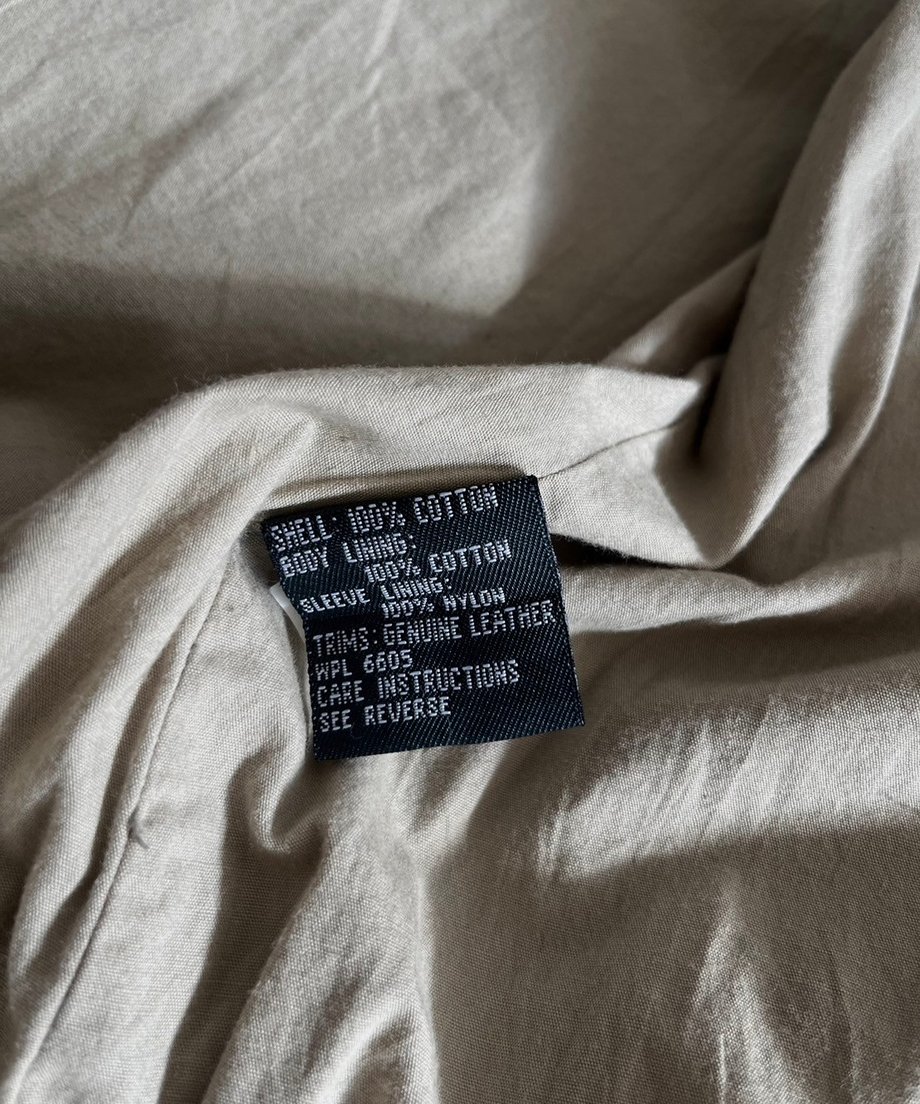 SHELL: 100% COTTON
BODY LINING:
100% COTTON
SLEEVE LINING:
100% NYLON
TRIMS: GENUINE LEATHER
WPL 6605
CARE INSTRUCTIONS
SEE REVERSE